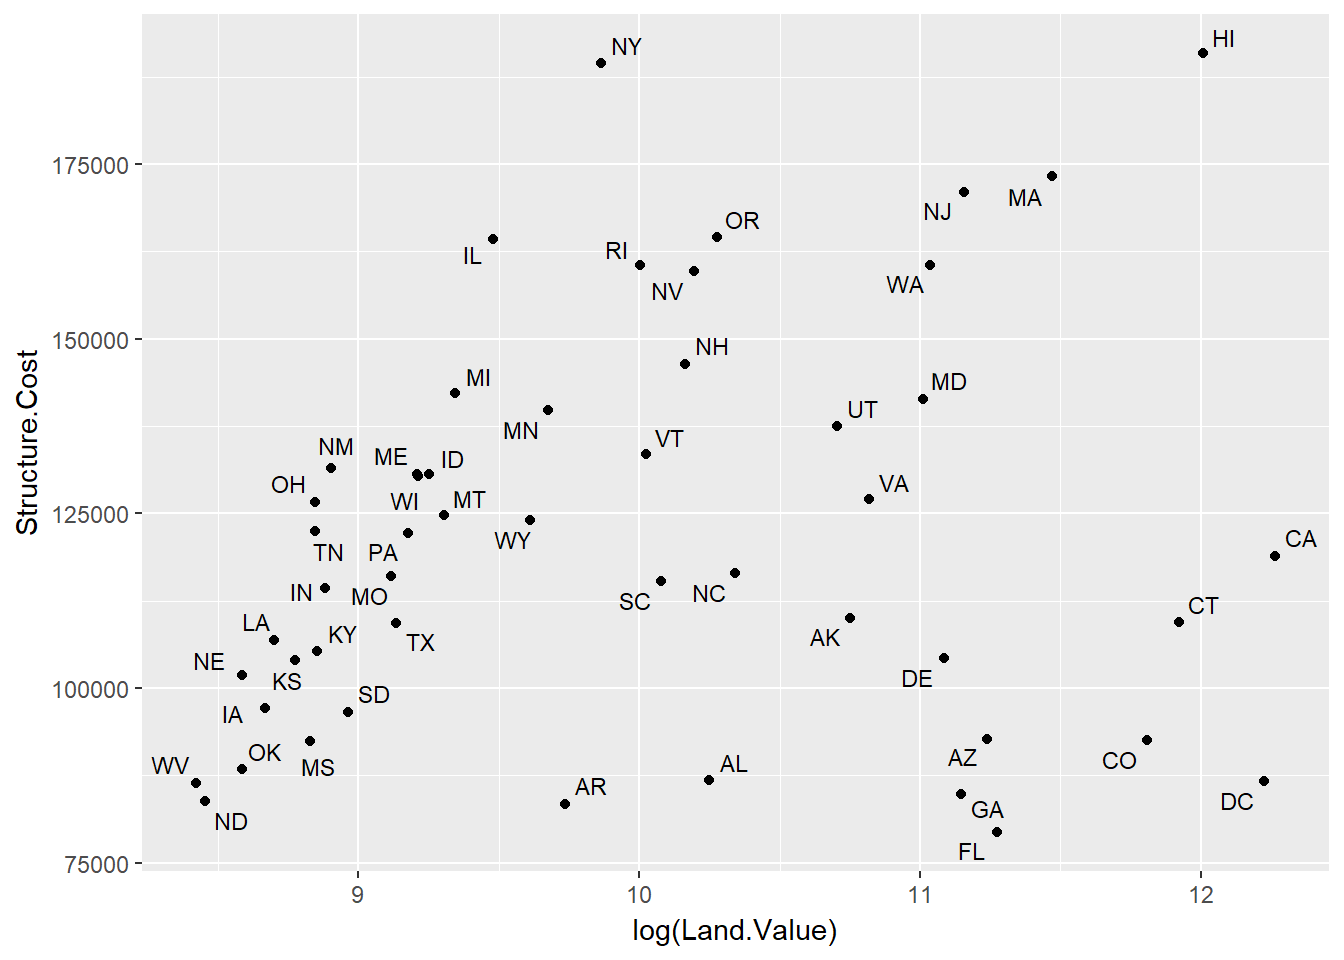 NY
HI
175000
MA
NJ
OR
IL
RI
WA
NV
150000
NH
MI
MD
UT
MN
VT
NM
ME
ID
OH
VA
WI
MT
125000
WY
CA
TN
PA
IN
MO
SC
NC
CT
LA
KY
TX
AK
NE
KS
DE
100000
SD
IA
OK
AZ
CO
WV
MS
AL
AR
DC
ND
GA
FL
75000
9
10
11
12
log(Land.Value)
Structure.Cost